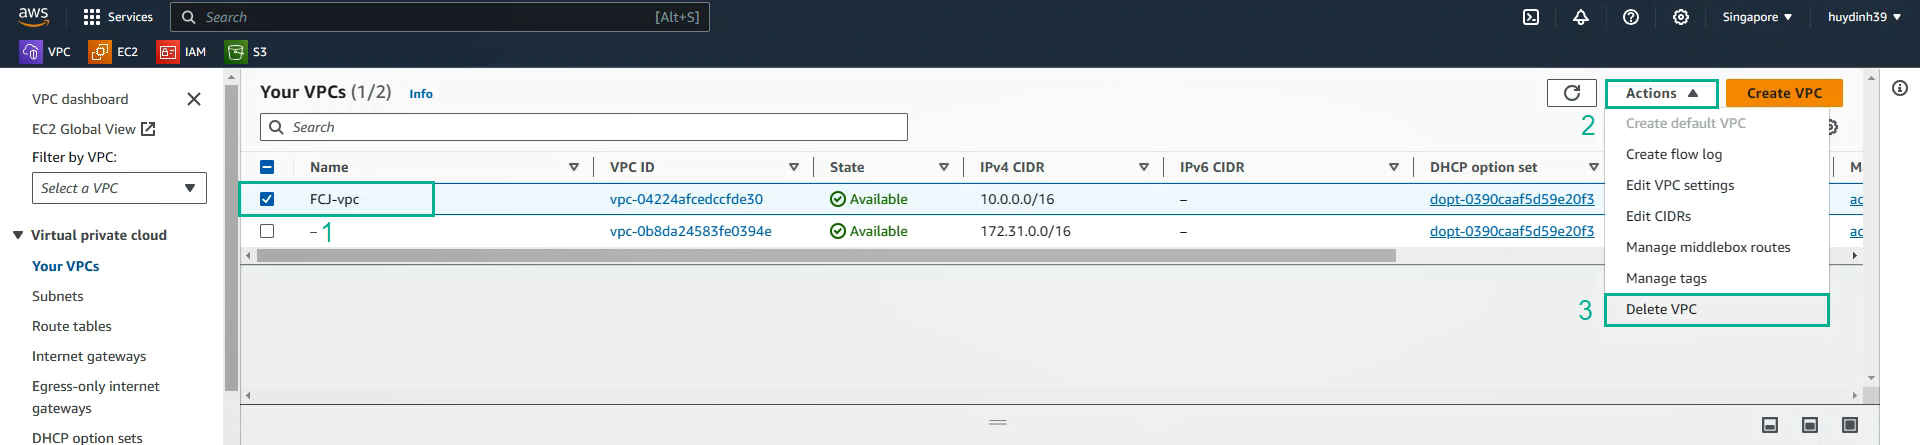 aws Services Search [Alt+S] Singapore huydinh39
VPC EC2 IAM S3
VPC dashboard
EC2 Global View
Filter by VPC:
Select a VPC
Virtual private cloud
Your VPCs
Subnets
Route tables
Internet gateways
Egress-only internet
gateways
DHCP option sets
Your VPCs (1/2) Info
Actions Create VPC
Search
2
Name VPC ID State IPv4 CIDR IPv6 CIDR DHCP option set
FCJ-vpc vpc-04224afcedccfde30 Available 10.0.0.0/16 – dopt-0390caaf5d59e20f3
– 1 vpc-0b8da24583fe0394e Available 172.31.0.0/16 – dopt-0390caaf5d59e20f3
Create default VPC
Create flow log
Edit VPC settings
Edit CIDRs
Manage middlebox routes
Manage tags
3 Delete VPC